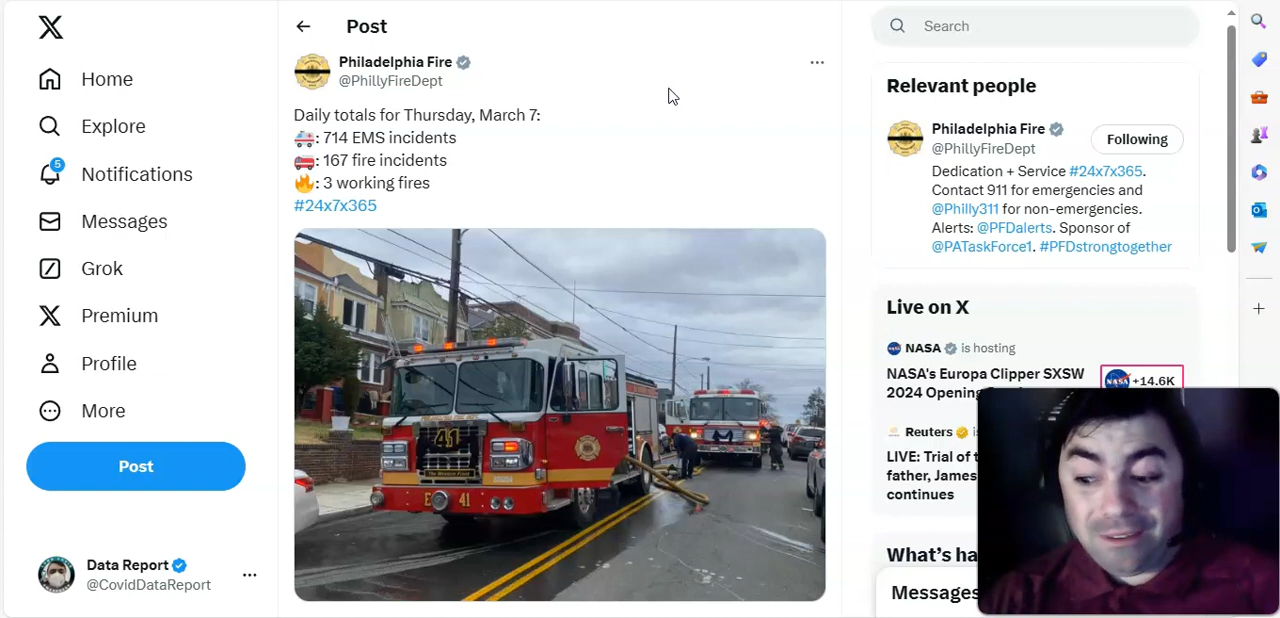 Home
Explore
5
Notifications
Messages
Grok
Premium
Profile
More
Post
Data Report
@CovidDataReport
Post
Philadelphia Fire
@PhillyFireDept
Daily totals for Thursday, March 7:
: 714 EMS incidents
: 167 fire incidents
: 3 working fires
#24x7x365
41
E 41
Search
Relevant people
Philadelphia Fire
@PhillyFireDept
Following
Dedication + Service #24x7x365.
Contact 911 for emergencies and
@Philly311 for non-emergencies.
Alerts: @PFDalerts. Sponsor of
@PATaskForce1. #PFDstrongtogether
Live on X
NASA is hosting
NASA's Europa Clipper SXSW
2024 Opening
NASA +14.6K
Reuters
LIVE: Trial of
father, James
continues
What's ha
Messages